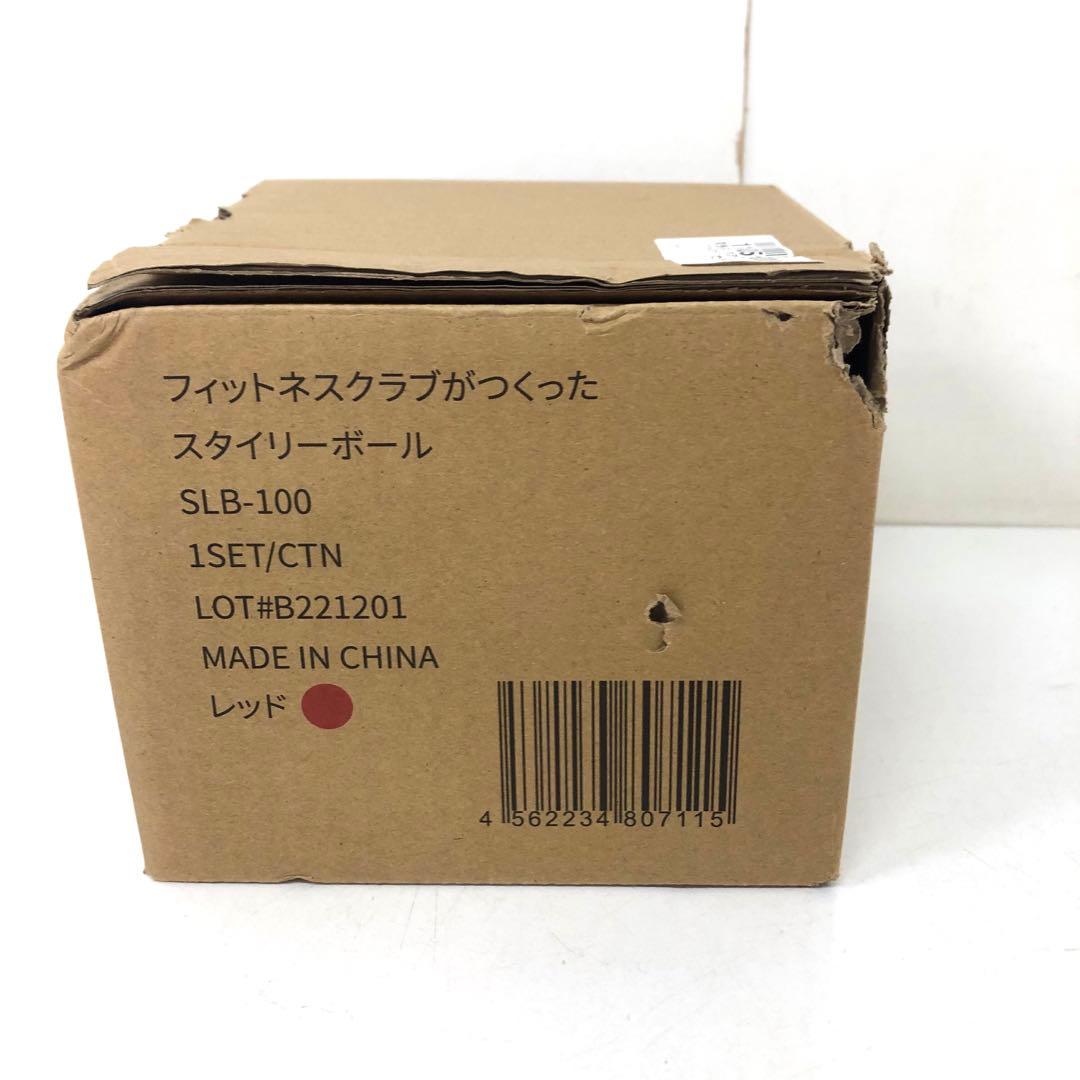 フィットネスクラブがつくった
スタイリーボール
SLB-100
1SET/CTN
LOT#B221201
MADE IN CHINA
レッド
4 562234 807115